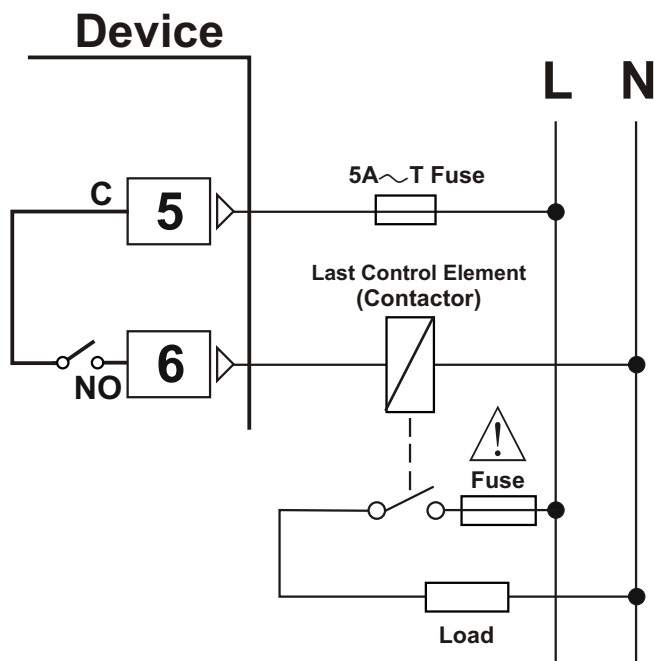 Device
L N
5A～T Fuse
C
5
Last Control Element
(Contactor)
6
NO
!
Fuse
Load